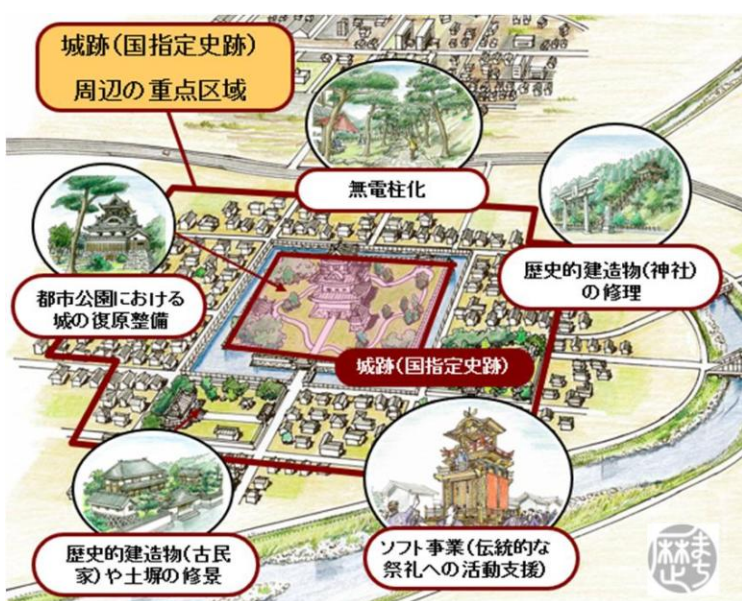 城跡(国指定史跡)
周辺の重点区域
無電柱化
歴史的建造物(神社)
の修理
都市公園における
城の復原整備
城跡(国指定史跡)
歴史的建造物(古民
家)や土塀の修景
ソフト事業(伝統的な
祭礼への活動支援)
歴まち